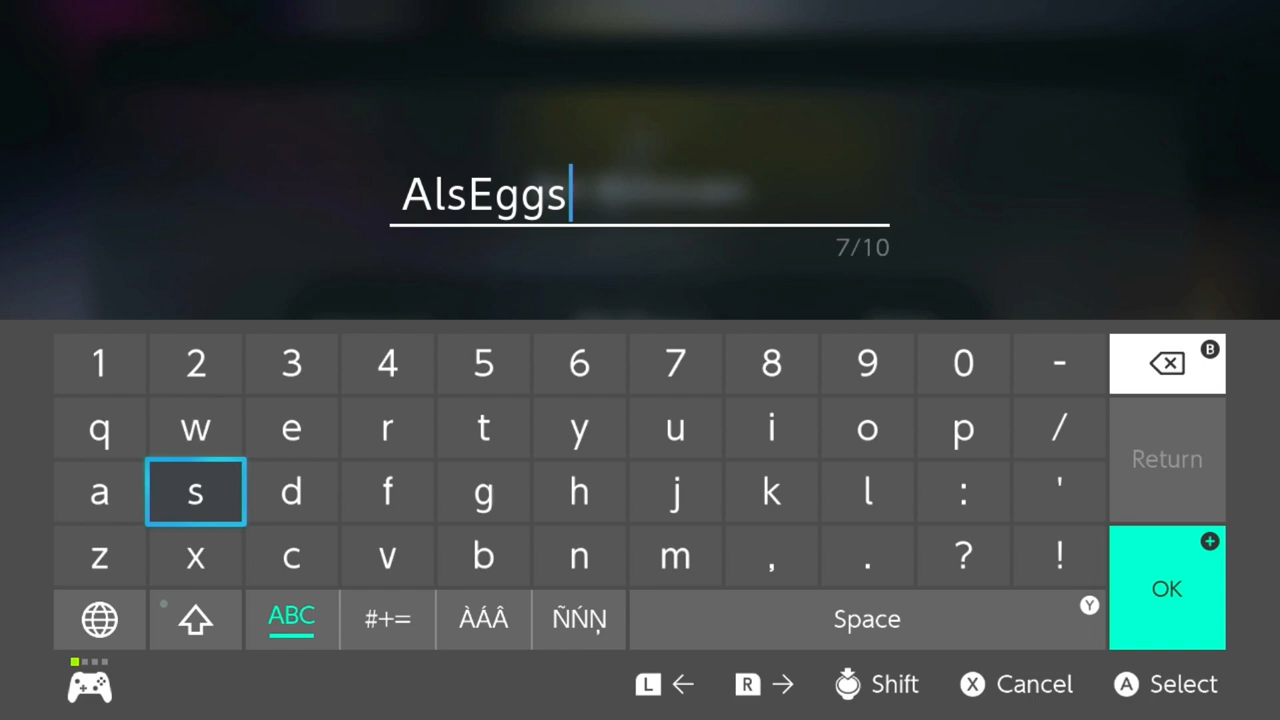 AlsEggs
7/10
1 2 3 4 5 6 7 8 9 0 - B
q w e r t y u i o p / Return
a s d f g h j k l : '
z x c v b n m , . ? ! + OK
ABC #+= ÀÁÂ ÑŃŅ Space Y
L ← R → Shift X Cancel A Select